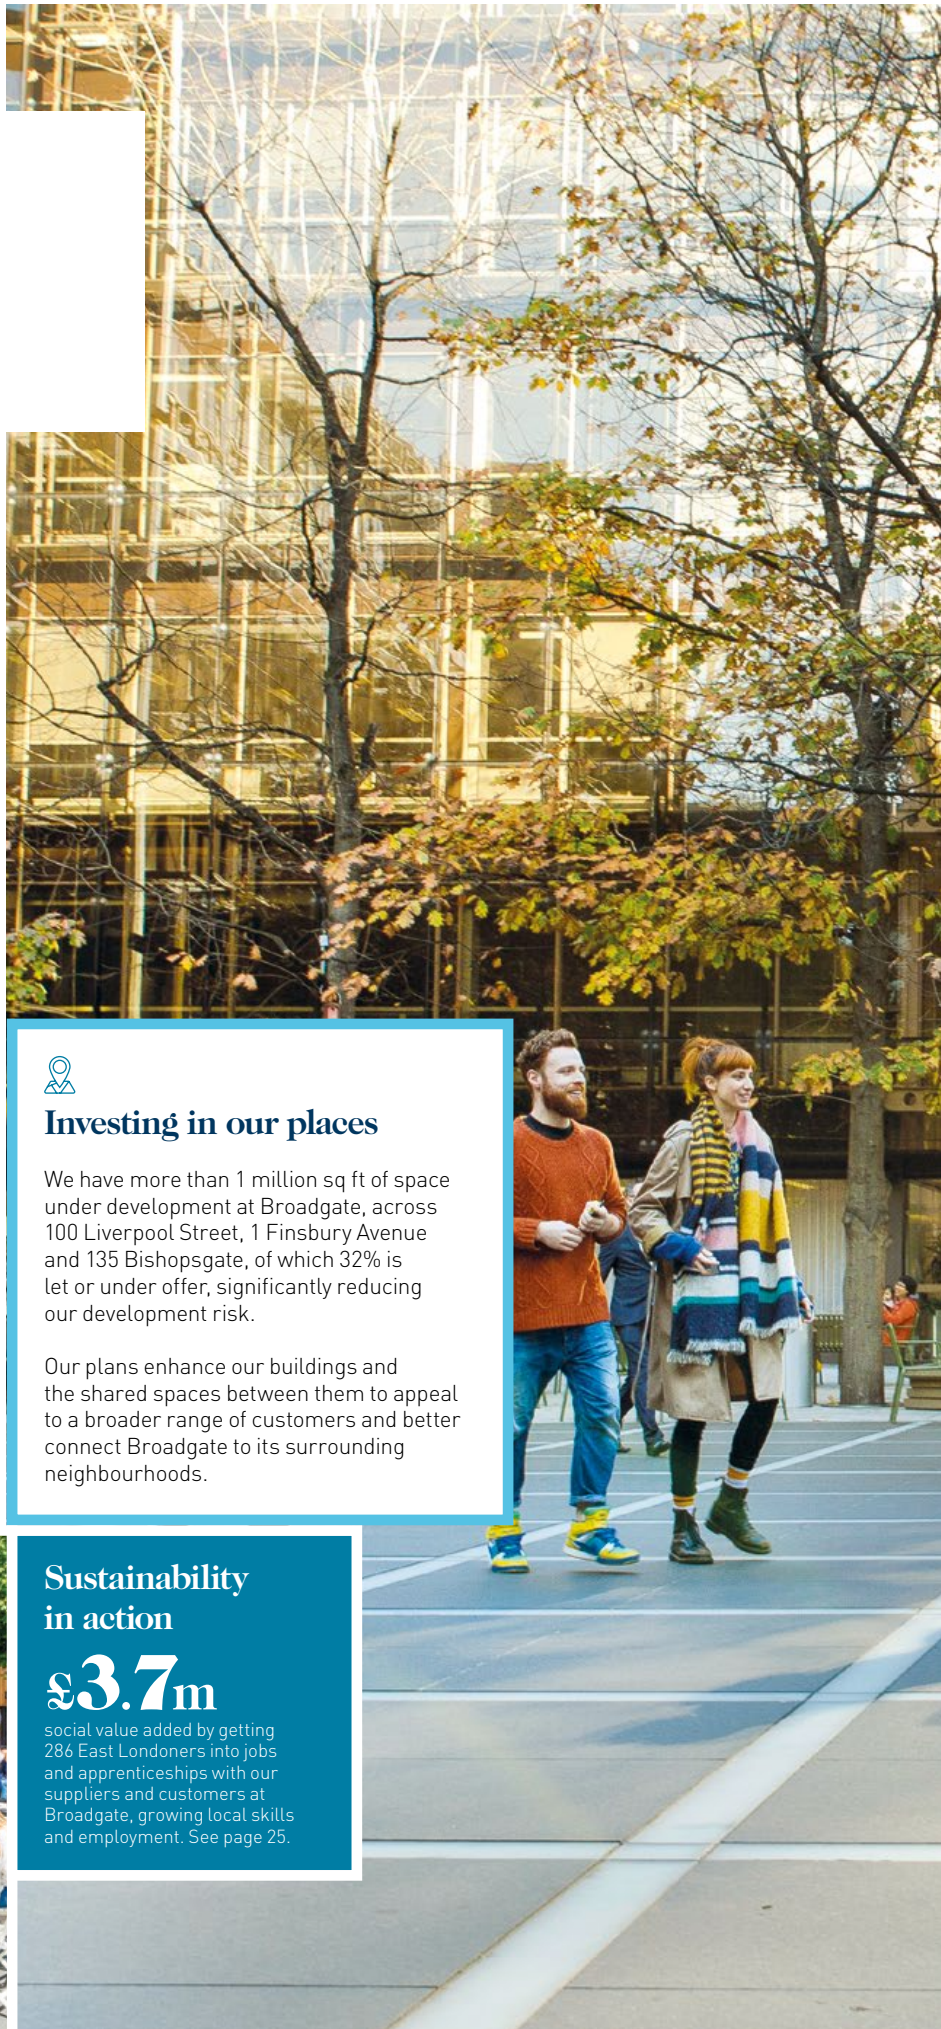 Investing in our places
We have more than 1 million sq ft of space
under development at Broadgate, across
100 Liverpool Street, 1 Finsbury Avenue
and 135 Bishopsgate, of which 32% is
let or under offer, significantly reducing
our development risk.
Our plans enhance our buildings and
the shared spaces between them to appeal
to a broader range of customers and better
connect Broadgate to its surrounding
neighbourhoods.
Sustainability
in action
£3.7m
social value added by getting
286 East Londoners into jobs
and apprenticeships with our
suppliers and customers at
Broadgate, growing local skills
and employment. See page 25.